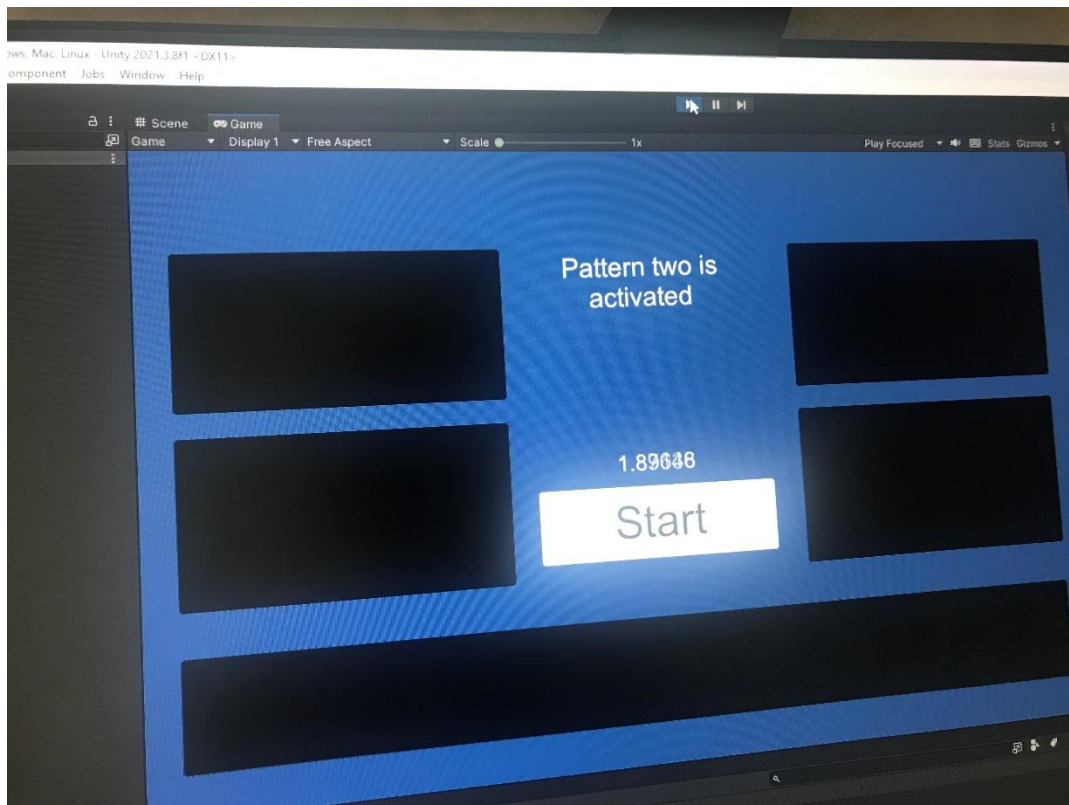 ows, Mac, Linux - Unity 2021.3.8f1 <DX11>
omponent Jobs Window Help
Scene Game
Game Display 1 Free Aspect Scale 1x Play Focused Stats Gizmos
Pattern two is
activated
Start